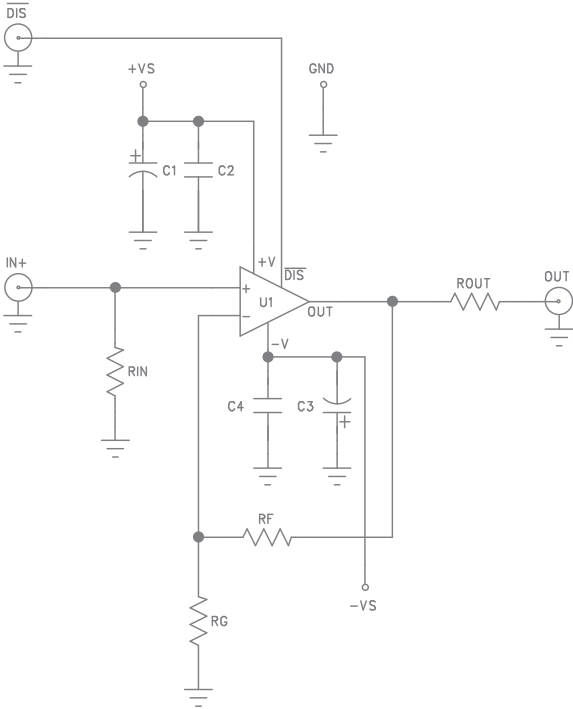 DIS
+VS
GND
+
C1
C2
IN+
+V
DIS
+
U1
−
OUT
ROUT
OUT
−V
RIN
C4
C3
+
RF
−VS
RG